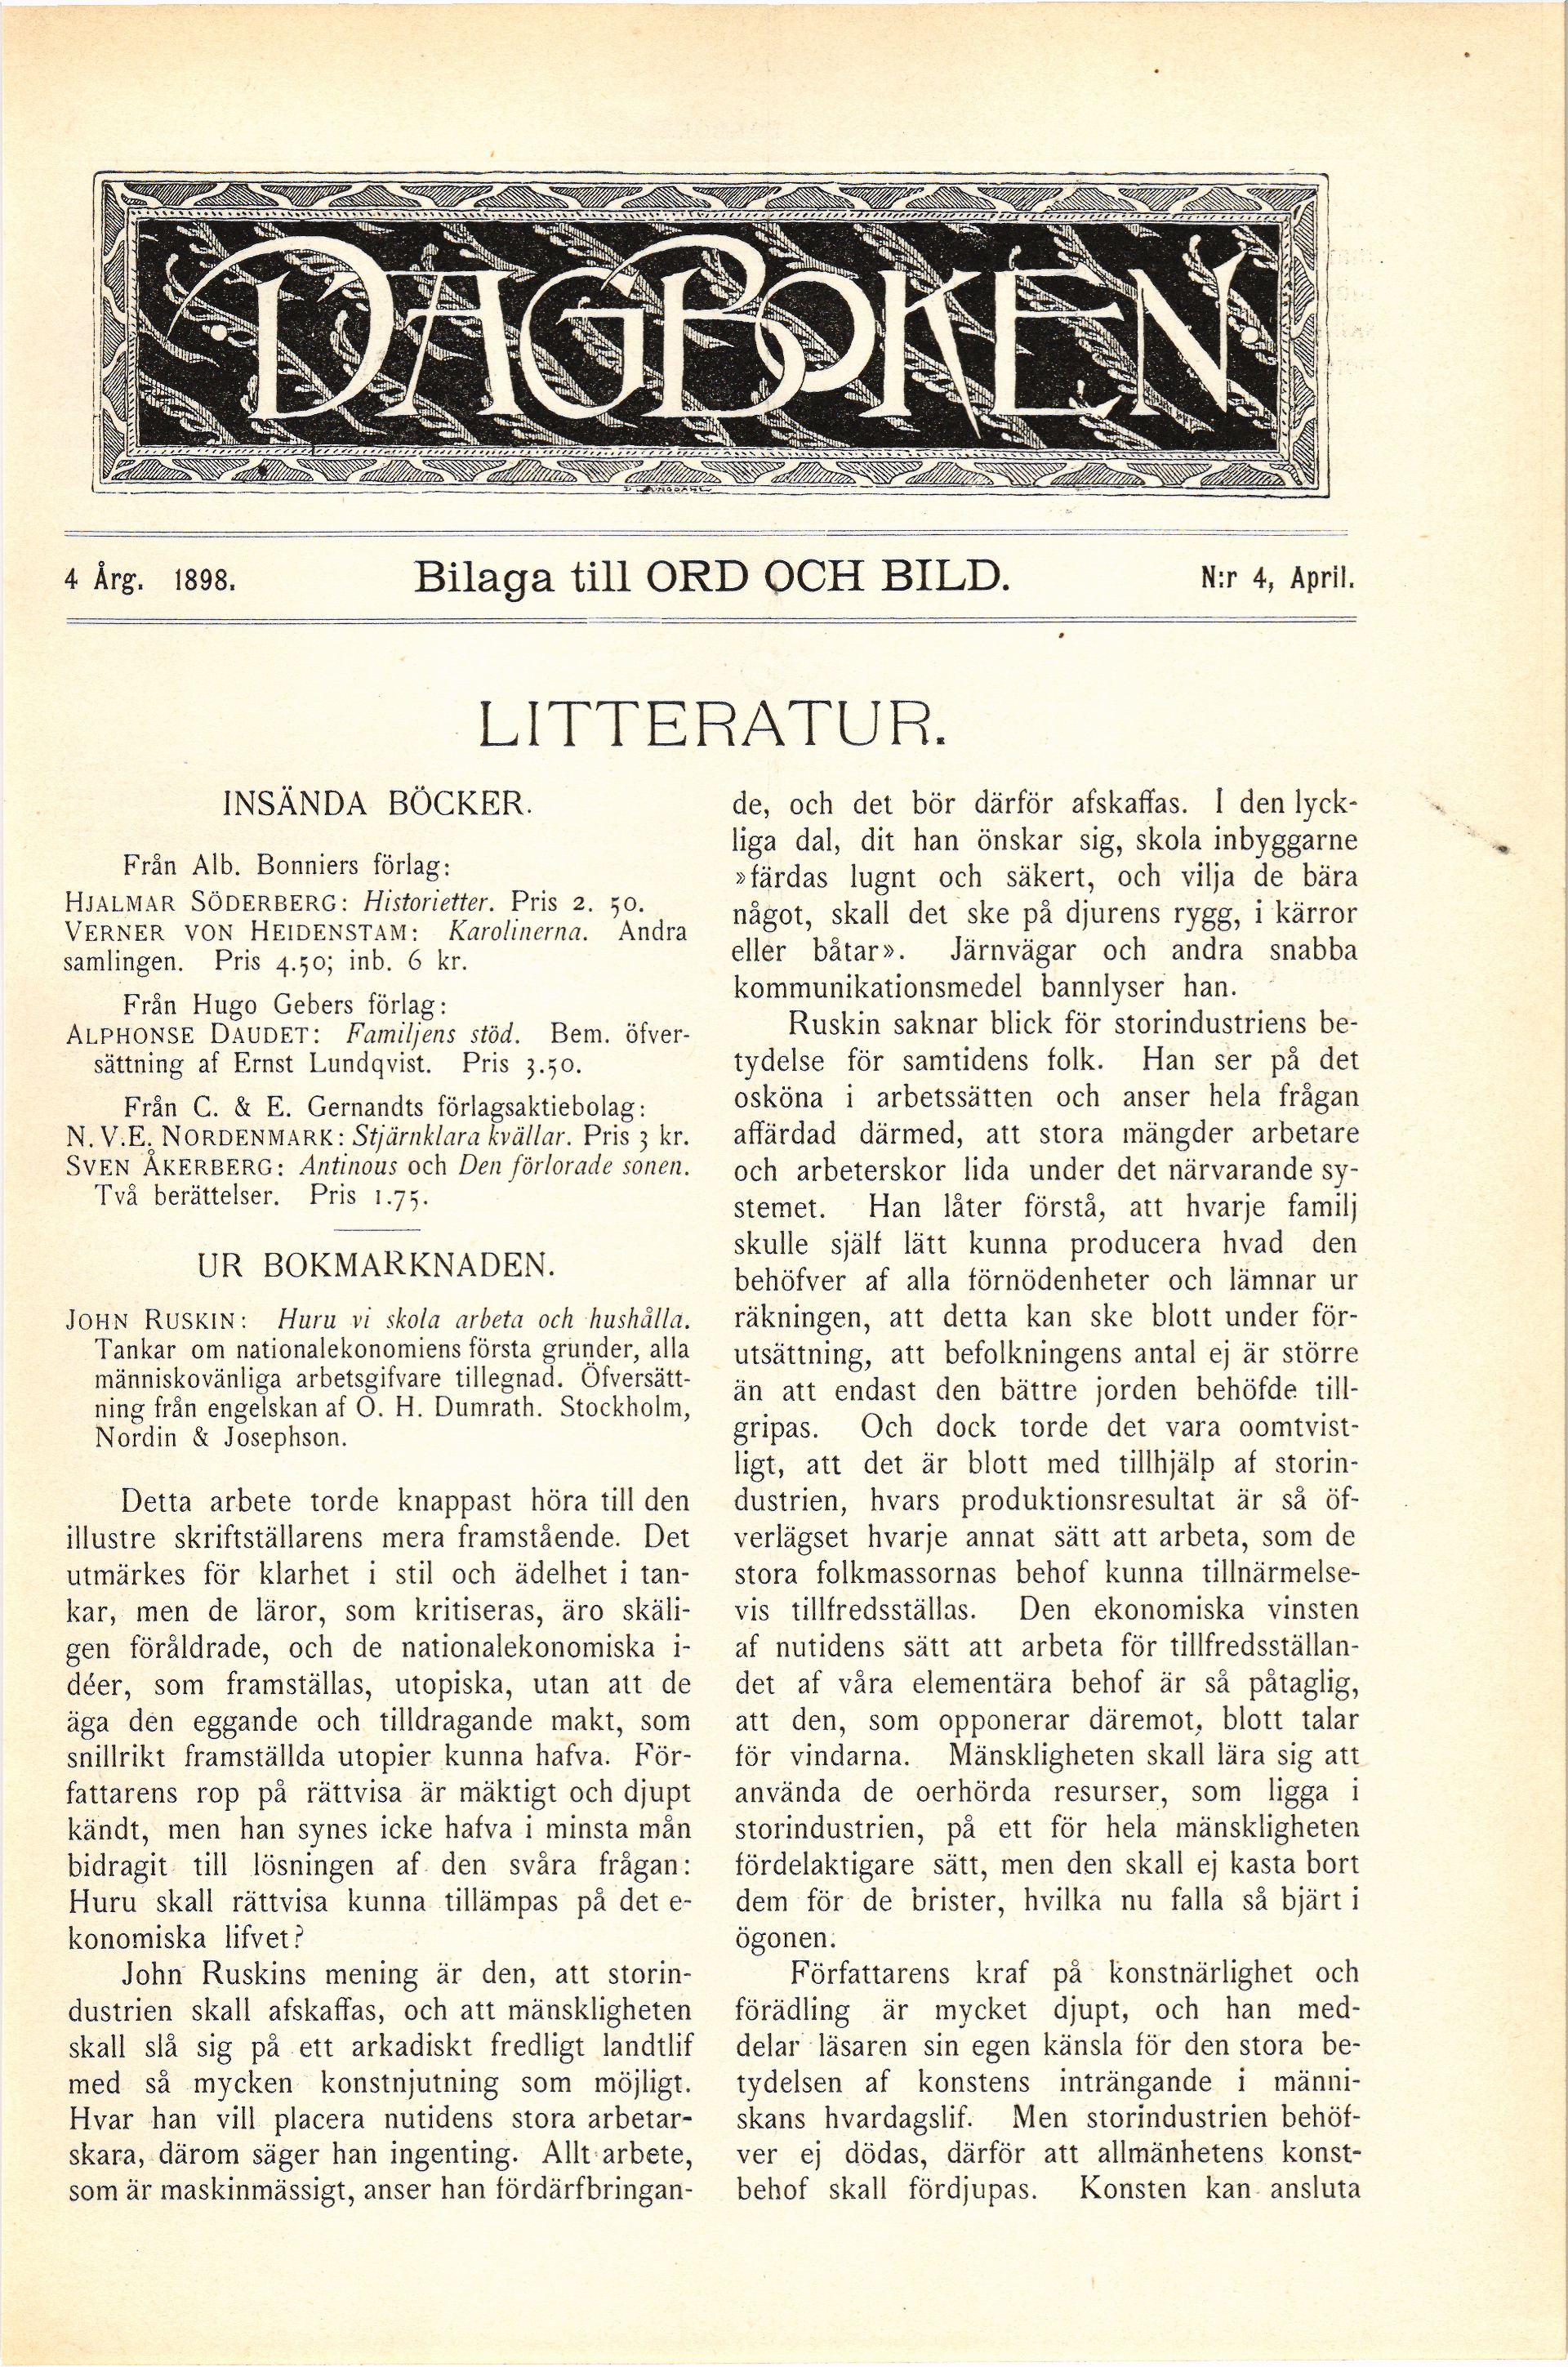 DAGBOKEN
4 Årg. 1898.
Bilaga till ORD OCH BILD.
N:r 4, April.
LITTERATUR.
INSÄNDA BÖCKER.
Från Alb. Bonniers förlag:
HJALMAR SÖDERBERG: Historietter. Pris 2. 50.
VERNER VON HEIDENSTAM: Karolinerna. Andra
samlingen. Pris 4.50; inb. 6 kr.
Från Hugo Gebers förlag:
ALPHONSE DAUDET: Familjens stöd. Bem. öfver-
sättning af Ernst Lundqvist. Pris 3.50.
Från C. & E. Gernandts förlagsaktiebolag:
N. V.E. NORDENMARK: Stjärnklara kvällar. Pris 3 kr.
SVEN ÅKERBERG: Antinous och Den förlorade sonen.
Två berättelser. Pris 1.75.
UR BOKMARKNADEN.
JOHN RUSKIN: Huru vi skola arbeta och hushålla.
Tankar om nationalekonomiens första grunder, alla
människovänliga arbetsgifvare tillegnad. Öfversätt-
ning från engelskan af O. H. Dumrath. Stockholm,
Nordin & Josephson.
Detta arbete torde knappast höra till den
illustre skriftställarens mera framstående. Det
utmärkes för klarhet i stil och ädelhet i tan-
kar, men de läror, som kritiseras, äro skäli-
gen föråldrade, och de nationalekonomiska i-
déer, som framställas, utopiska, utan att de
äga den eggande och tilldragande makt, som
snillrikt framställda utopier kunna hafva. För-
fattarens rop på rättvisa är mäktigt och djupt
kändt, men han synes icke hafva i minsta mån
bidragit till lösningen af den svåra frågan:
Huru skall rättvisa kunna tillämpas på det e-
konomiska lifvet?
John Ruskins mening är den, att storin-
dustrien skall afskaffas, och att mänskligheten
skall slå sig på ett arkadiskt fredligt landtlif
med så mycken konstnjutning som möjligt.
Hvar han vill placera nutidens stora arbetar-
skara, därom säger han ingenting. Allt arbete,
som är maskinmässigt, anser han fördärfbringan-
de, och det bör därför afskaffas. I den lyck-
liga dal, dit han önskar sig, skola inbyggarne
»färdas lugnt och säkert, och vilja de bära
något, skall det ske på djurens rygg, i kärror
eller båtar». Järnvägar och andra snabba
kommunikationsmedel bannlyser han.
Ruskin saknar blick för storindustriens be-
tydelse för samtidens folk. Han ser på det
osköna i arbetssätten och anser hela frågan
affärdad därmed, att stora mängder arbetare
och arbeterskor lida under det närvarande sy-
stemet. Han låter förstå, att hvarje familj
skulle själf lätt kunna producera hvad den
behöfver af alla förnödenheter och lämnar ur
räkningen, att detta kan ske blott under för-
utsättning, att befolkningens antal ej är större
än att endast den bättre jorden behöfde till-
gripas. Och dock torde det vara oomtvist-
ligt, att det är blott med tillhjälp af storin-
dustrien, hvars produktionsresultat är så öf-
verlägset hvarje annat sätt att arbeta, som de
stora folkmassornas behof kunna tillnärmelse-
vis tillfredsställas. Den ekonomiska vinsten
af nutidens sätt att arbeta för tillfredsställan-
det af våra elementära behof är så påtaglig,
att den, som opponerar däremot, blott talar
för vindarna. Mänskligheten skall lära sig att
använda de oerhörda resurser, som ligga i
storindustrien, på ett för hela mänskligheten
fördelaktigare sätt, men den skall ej kasta bort
dem för de brister, hvilka nu falla så bjärt i
ögonen.
Författarens kraf på konstnärlighet och
förädling är mycket djupt, och han med-
delar läsaren sin egen känsla för den stora be-
tydelsen af konstens inträngande i männi-
skans hvardagslif. Men storindustrien behöf-
ver ej dödas, därför att allmänhetens konst-
behof skall fördjupas. Konsten kan ansluta